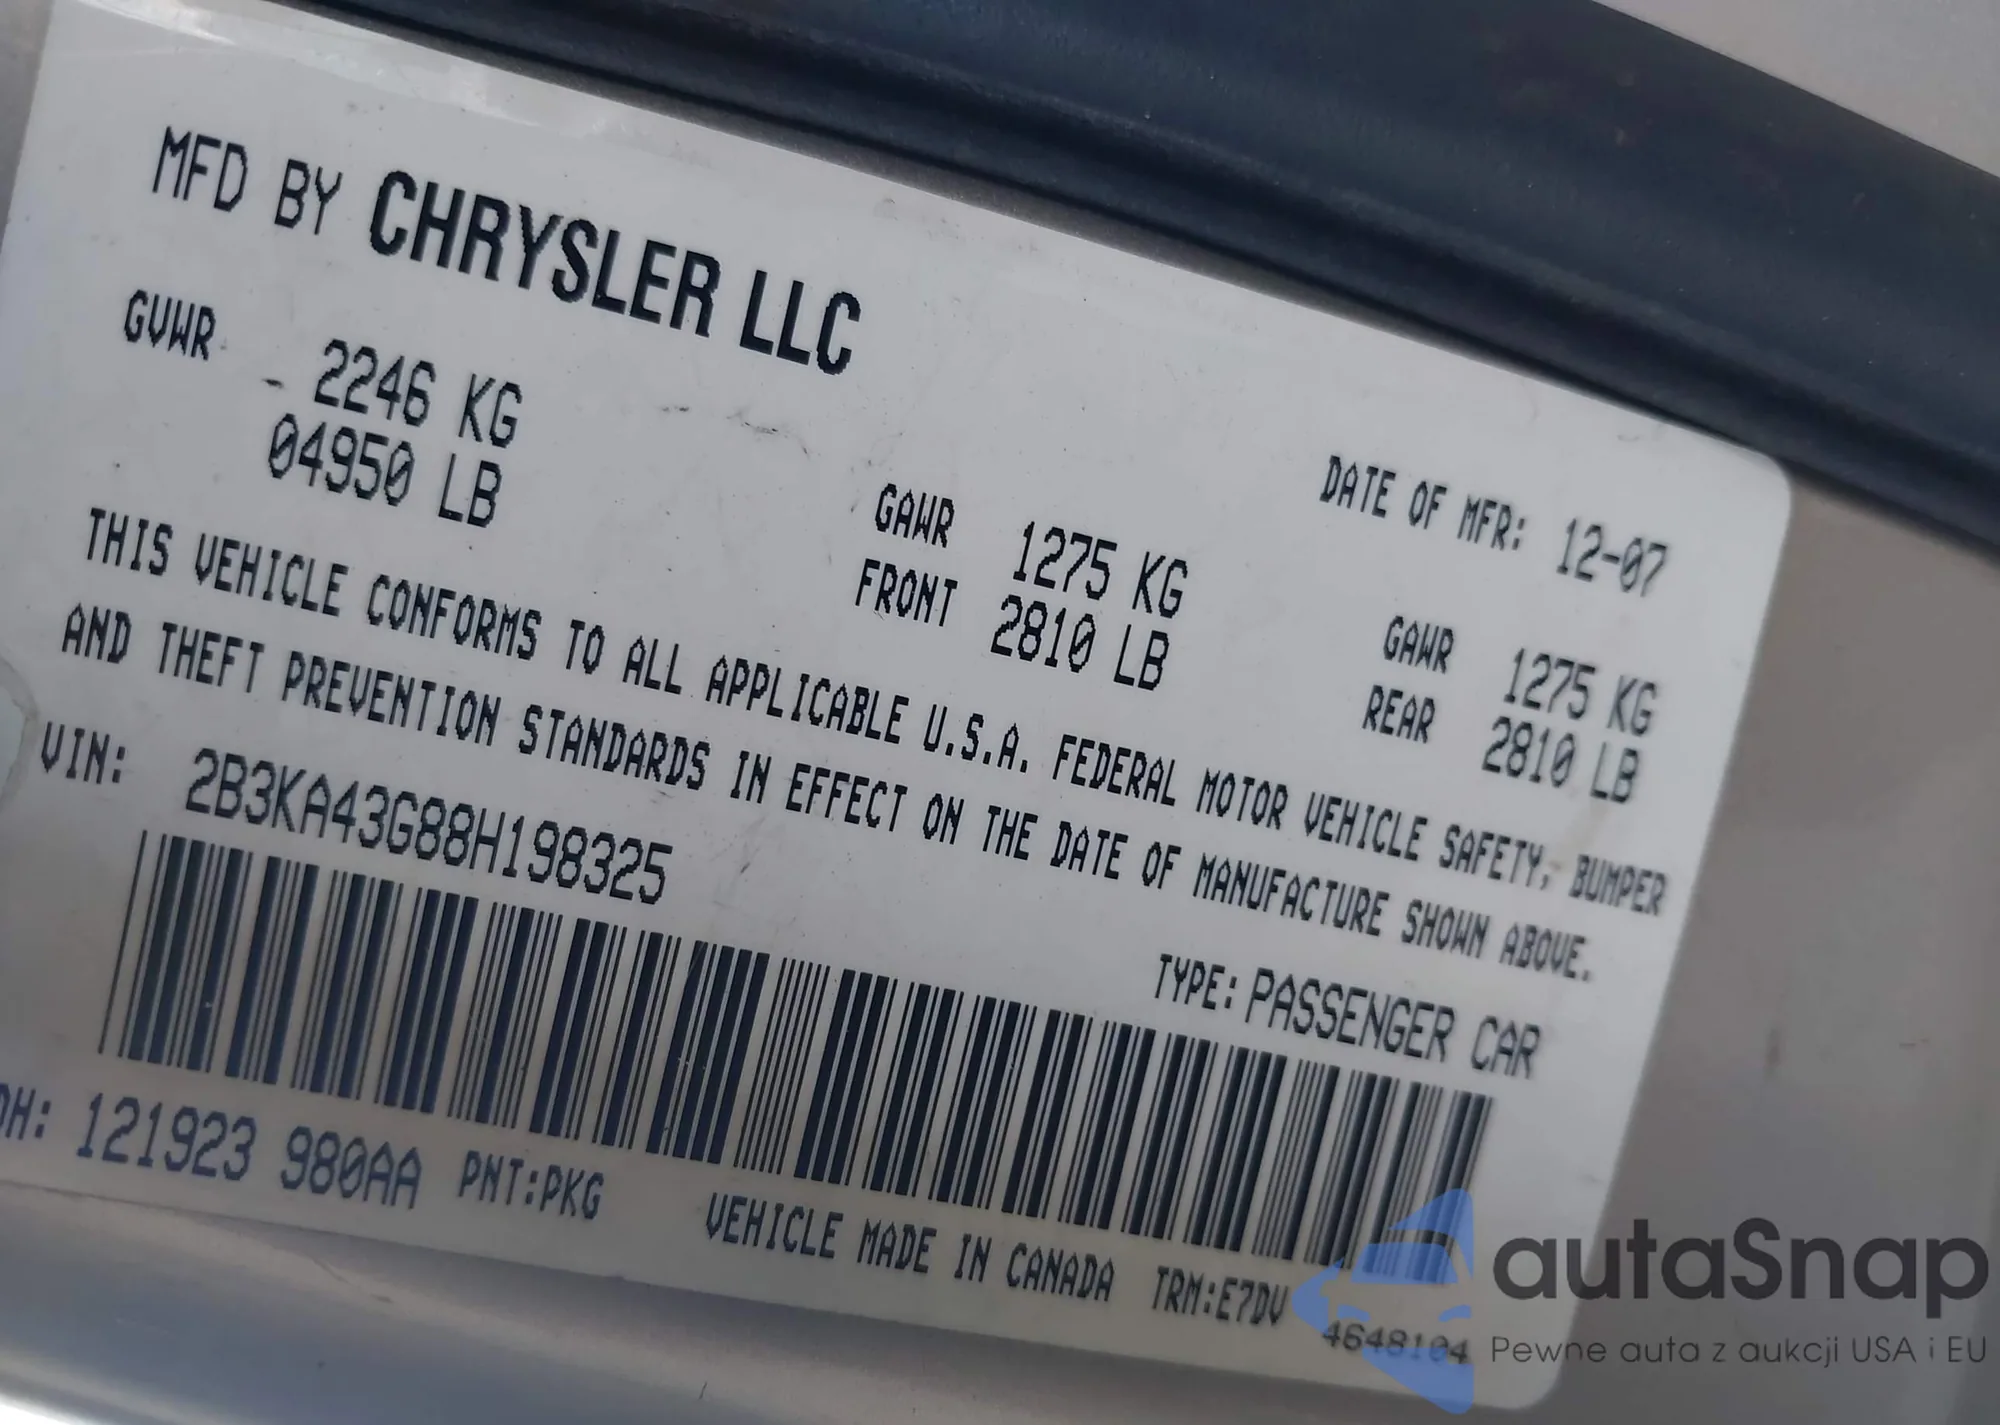 MFD BY CHRYSLER LLC
DATE OF MFR: 12-07
GVWR 2246 KG
04950 LB
GAWR FRONT 1275 KG
2810 LB
GAWR REAR 1275 KG
2810 LB
THIS VEHICLE CONFORMS TO ALL APPLICABLE U.S.A. FEDERAL MOTOR VEHICLE SAFETY, BUMPER
AND THEFT PREVENTION STANDARDS IN EFFECT ON THE DATE OF MANUFACTURE SHOWN ABOVE.
VIN: 2B3KA43G88H198325
TYPE: PASSENGER CAR
DH: 121923 980AA PNT:PKG
VEHICLE MADE IN CANADA TRM:E7DV
4648104
autaSnap
Pewne auta z aukcji USA i EU